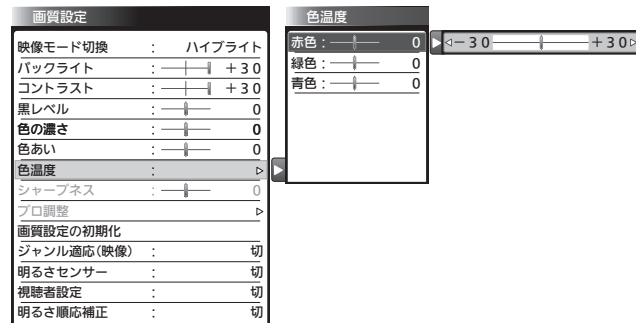 画質設定
映像モード切換 : ハイブライト
バックライト : +30
コントラスト : +30
黒レベル : 0
色の濃さ : 0
色あい : 0
色温度 :
シャープネス : 0
プロ調整
画質設定の初期化
ジャンル適応(映像) : 切
明るさセンサー : 切
視聴者設定 : 切
明るさ順応補正 : 切
色温度
赤色 : 0
緑色 : 0
青色 : 0
－30 ＋30